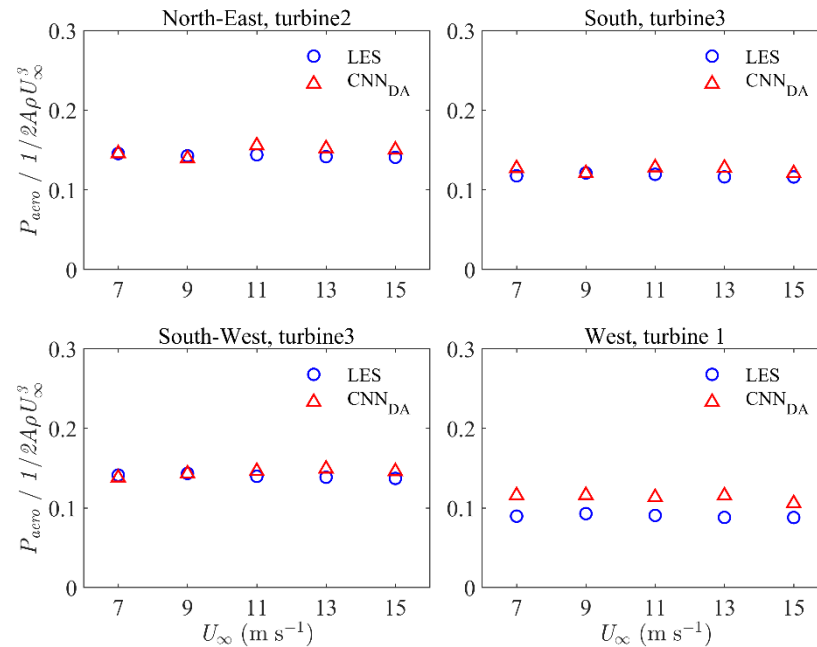 North-East, turbine2
0.3
0.2
0.1
0
7 9 11 13 15
P_aero / 1/2AρU_∞^3
LES
CNN_DA
South, turbine3
0.3
0.2
0.1
0
7 9 11 13 15
LES
CNN_DA
South-West, turbine3
0.3
0.2
0.1
0
7 9 11 13 15
P_aero / 1/2AρU_∞^3
U_∞ (m s⁻¹)
LES
CNN_DA
West, turbine 1
0.3
0.2
0.1
0
7 9 11 13 15
U_∞ (m s⁻¹)
LES
CNN_DA